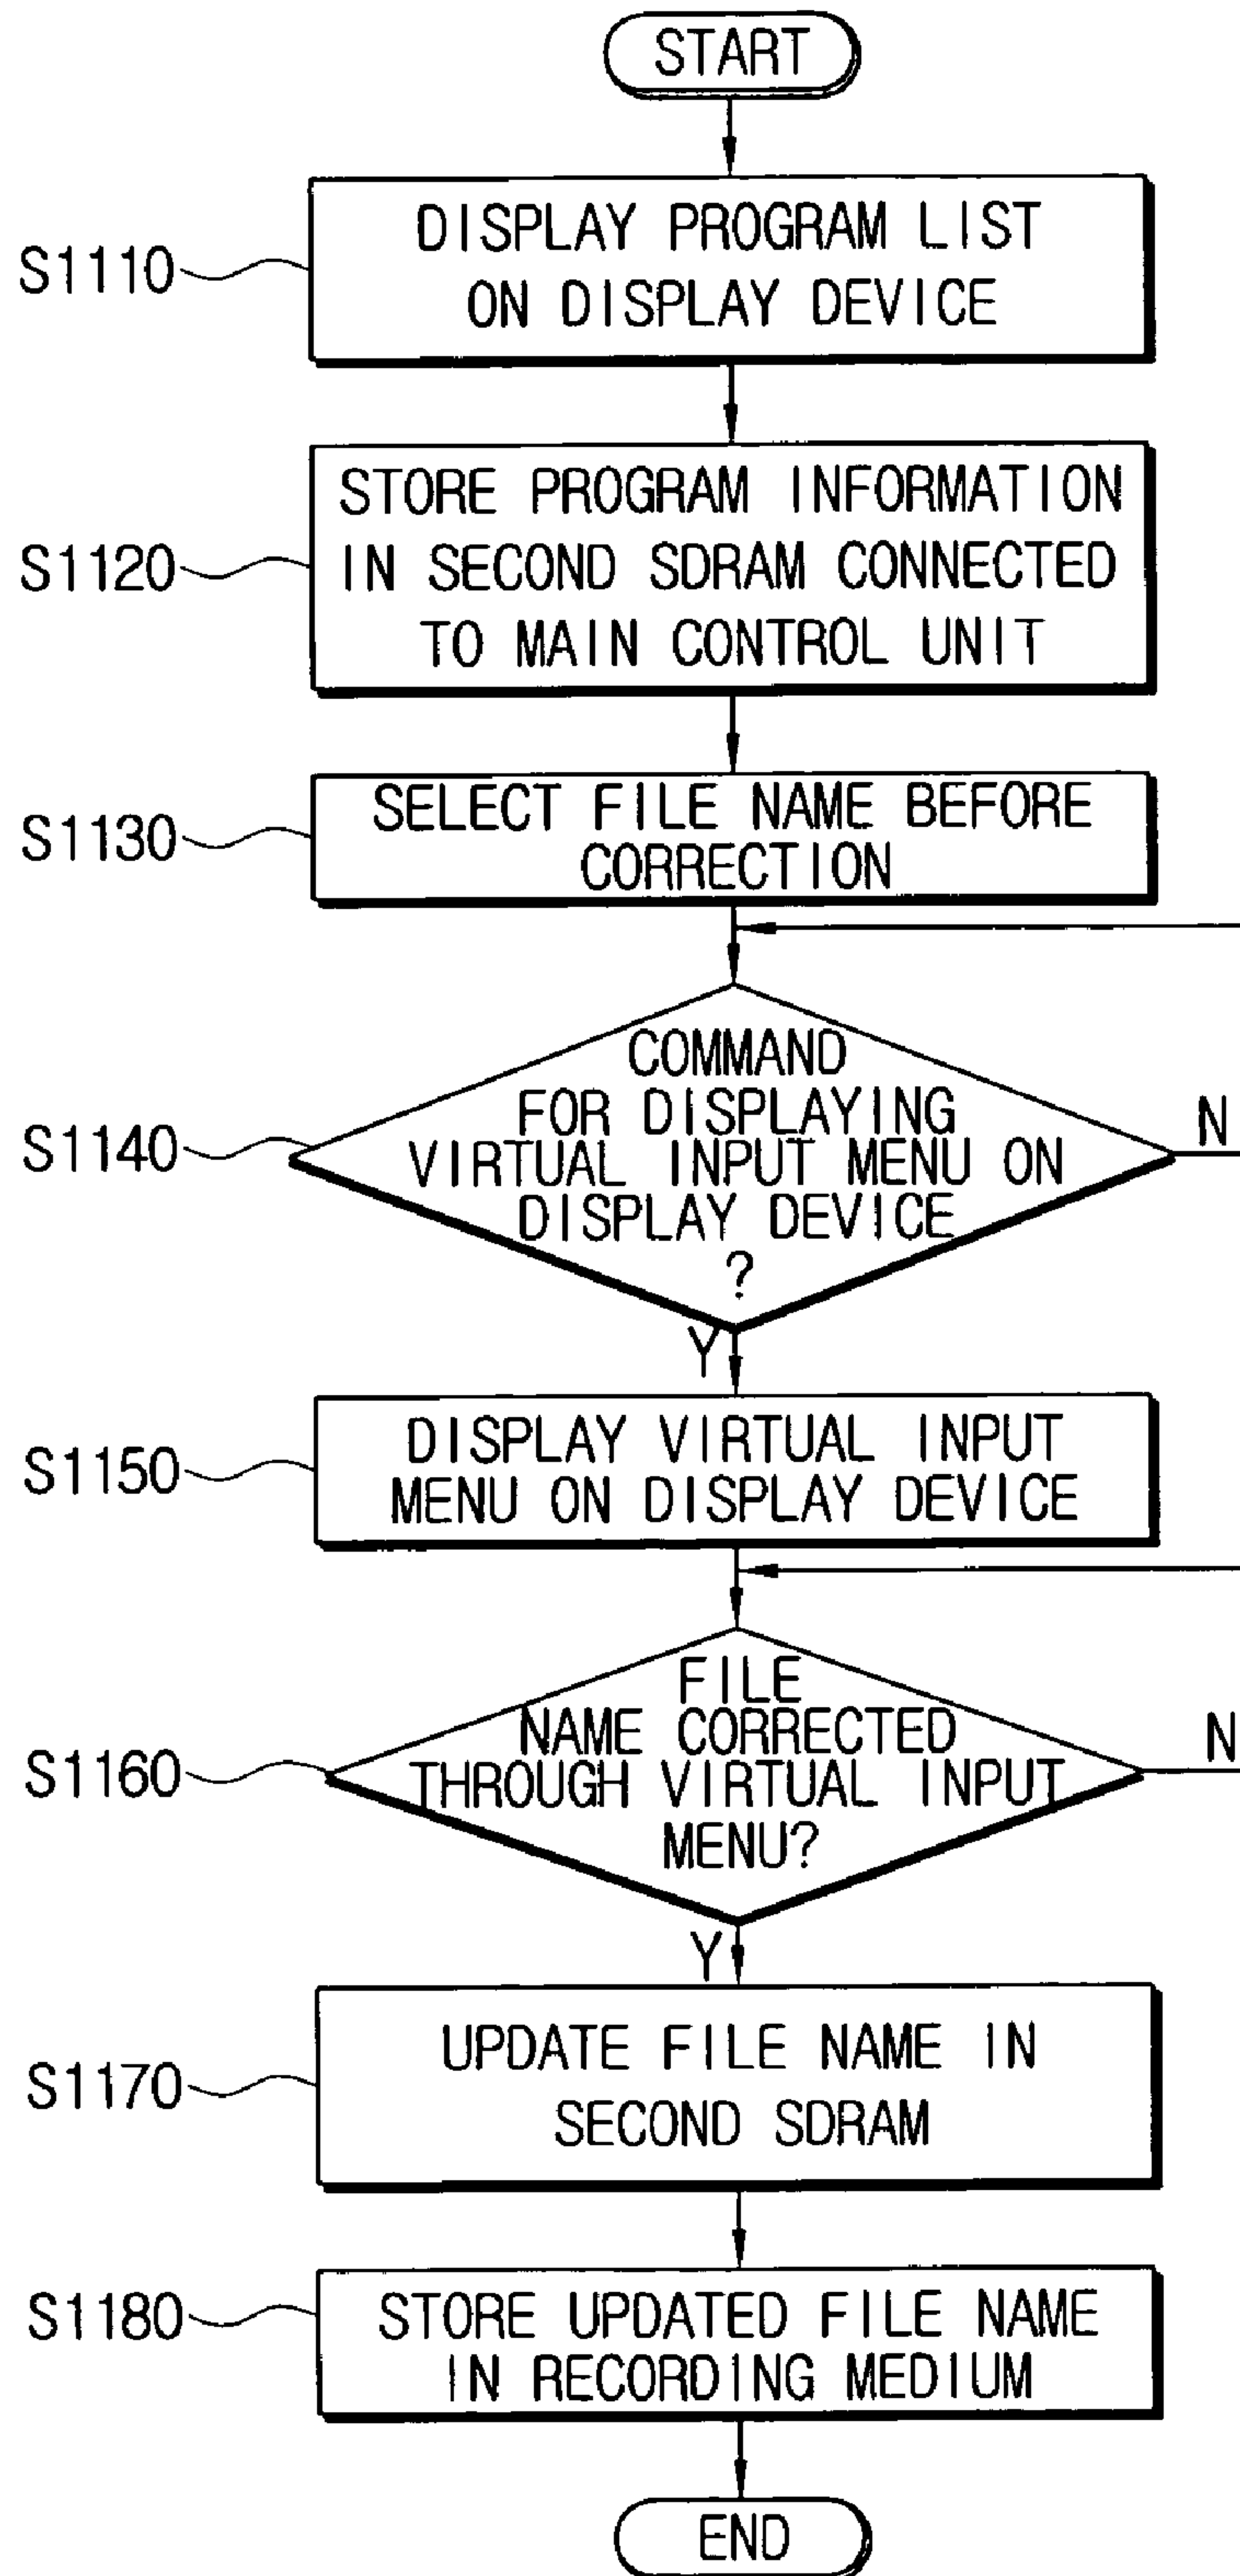 START
S1110
DISPLAY PROGRAM LIST
ON DISPLAY DEVICE
S1120
STORE PROGRAM INFORMATION
IN SECOND SDRAM CONNECTED
TO MAIN CONTROL UNIT
S1130
SELECT FILE NAME BEFORE
CORRECTION
S1140
COMMAND
FOR DISPLAYING
VIRTUAL INPUT MENU ON
DISPLAY DEVICE
?
N
Y
S1150
DISPLAY VIRTUAL INPUT
MENU ON DISPLAY DEVICE
S1160
FILE
NAME CORRECTED
THROUGH VIRTUAL INPUT
MENU?
N
Y
S1170
UPDATE FILE NAME IN
SECOND SDRAM
S1180
STORE UPDATED FILE NAME
IN RECORDING MEDIUM
END